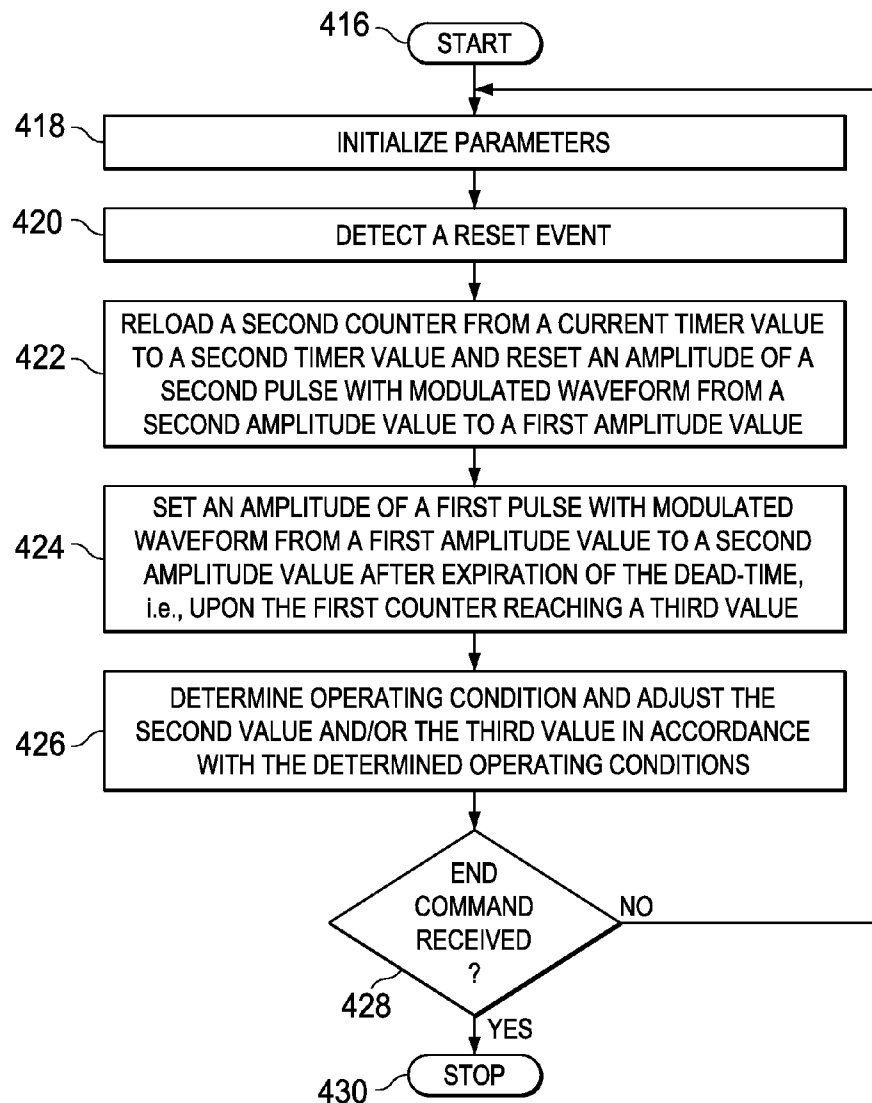 416
START
418
INITIALIZE PARAMETERS
420
DETECT A RESET EVENT
422
RELOAD A SECOND COUNTER FROM A CURRENT TIMER VALUE
TO A SECOND TIMER VALUE AND RESET AN AMPLITUDE OF A
SECOND PULSE WITH MODULATED WAVEFORM FROM A
SECOND AMPLITUDE VALUE TO A FIRST AMPLITUDE VALUE
424
SET AN AMPLITUDE OF A FIRST PULSE WITH MODULATED
WAVEFORM FROM A FIRST AMPLITUDE VALUE TO A SECOND
AMPLITUDE VALUE AFTER EXPIRATION OF THE DEAD-TIME,
i.e., UPON THE FIRST COUNTER REACHING A THIRD VALUE
426
DETERMINE OPERATING CONDITION AND ADJUST THE
SECOND VALUE AND/OR THE THIRD VALUE IN ACCORDANCE
WITH THE DETERMINED OPERATING CONDITIONS
END
COMMAND
RECEIVED
?
NO
428
YES
STOP
430